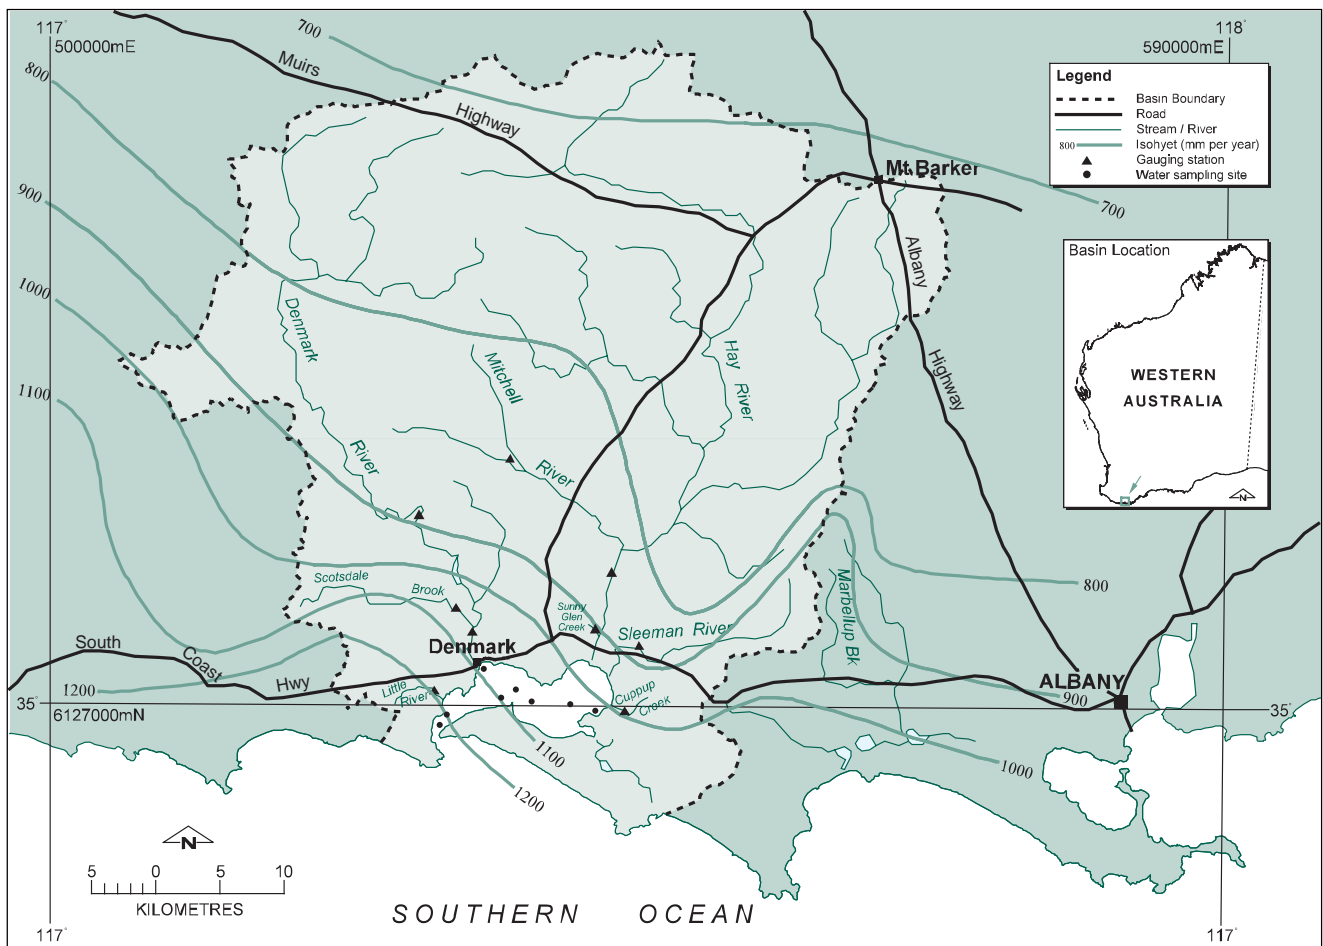 117°
118°
500000mE
590000mE
700
Muirs
Highway
800
Legend
Basin Boundary
Road
Stream / River
800
Isohyet (mm per year)
Gauging station
Water sampling site
Mt Barker
900
700
Albany
Highway
Basin Location
WESTERN
AUSTRALIA
N
1000
Denmark
River
Mitchell
River
Hay
River
1100
Scotsdale
Brook
Sunny
Glen
Creek
Sleeman River
Marbellup Bk
800
South
Coast
Hwy
Denmark
1200
Little
River
Cuppup
Creek
ALBANY
900
35°
6127000mN
35°
1100
1000
1200
N
5 0 5 10
KILOMETRES
SOUTHERN OCEAN
117°
117°